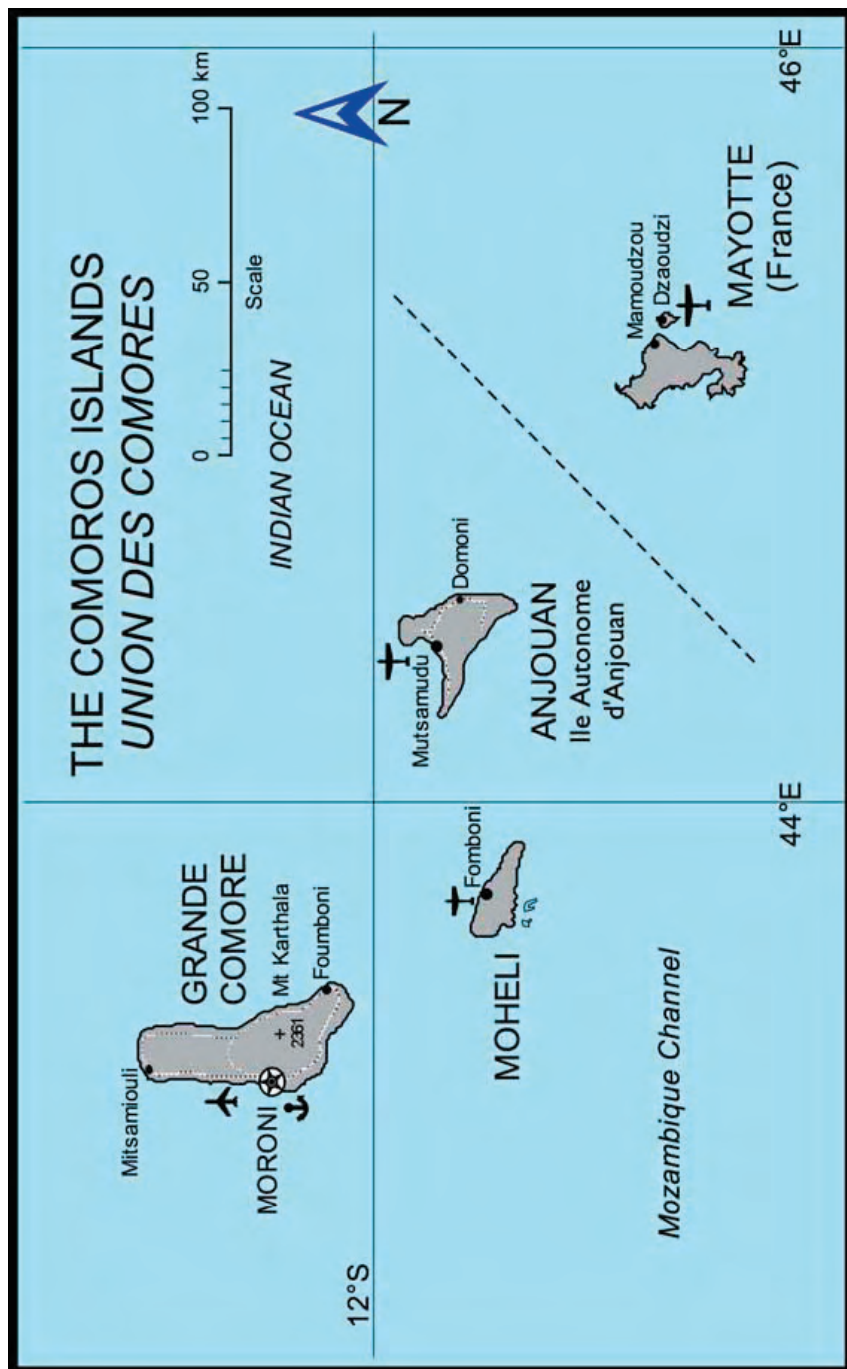 THE COMOROS ISLANDS
UNION DES COMORES
0 50 100 km
Scale
INDIAN OCEAN
N
Mitsamiouli
GRANDE
COMORE
MORONI
Mt Karthala
2361
Foumboni
12°S
Mutsamudu
Domoni
ANJOUAN
Ile Autonome
d'Anjouan
Fomboni
MOHELI
Mamoudzou
Dzaoudzi
MAYOTTE
(France)
Mozambique Channel
44°E
46°E